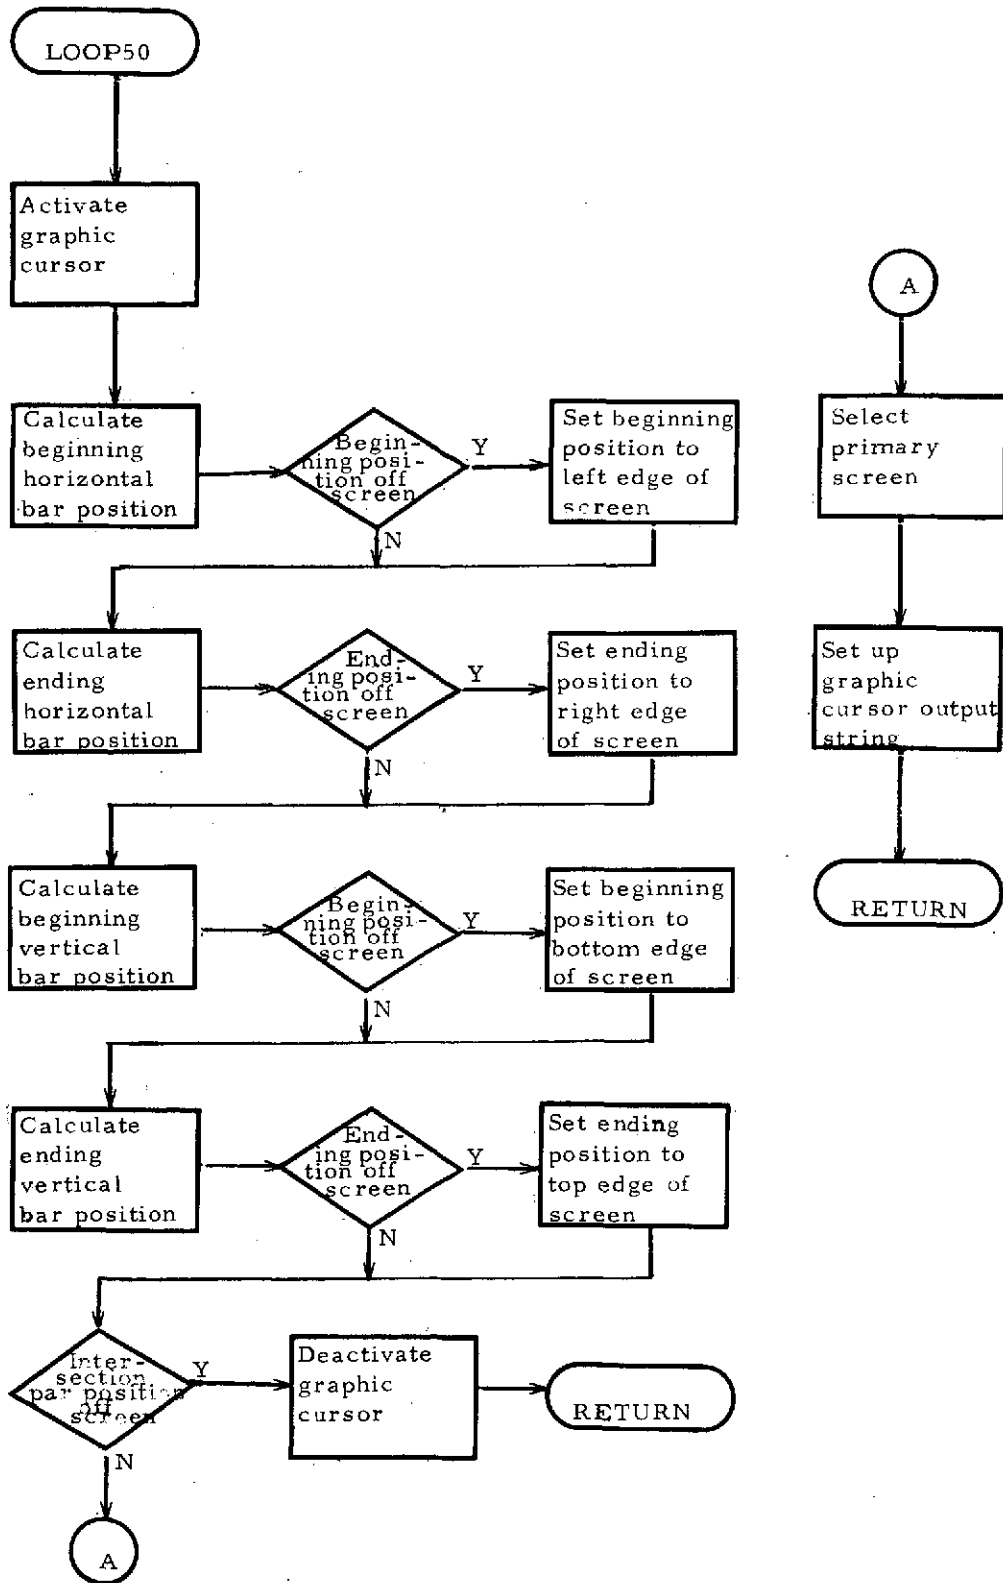 LOOP50
Activate
graphic
cursor
Calculate
beginning
horizontal
bar position
Begin-
ning posi-
tion off
screen
Y
N
Set beginning
position to
left edge of
screen
Calculate
ending
horizontal
bar position
End-
ing posi-
tion off
screen
Y
N
Set ending
position to
right edge
of screen
Calculate
beginning
vertical
bar position
Begin-
ning posi-
tion off
screen
Y
N
Set beginning
position to
bottom edge
of screen
Calculate
ending
vertical
bar position
End-
ing posi-
tion off
screen
Y
N
Set ending
position to
top edge of
screen
Inter-
section
par position
off
screen
Y
N
Deactivate
graphic
cursor
RETURN
A
A
Select
primary
screen
Set up
graphic
cursor output
string
RETURN